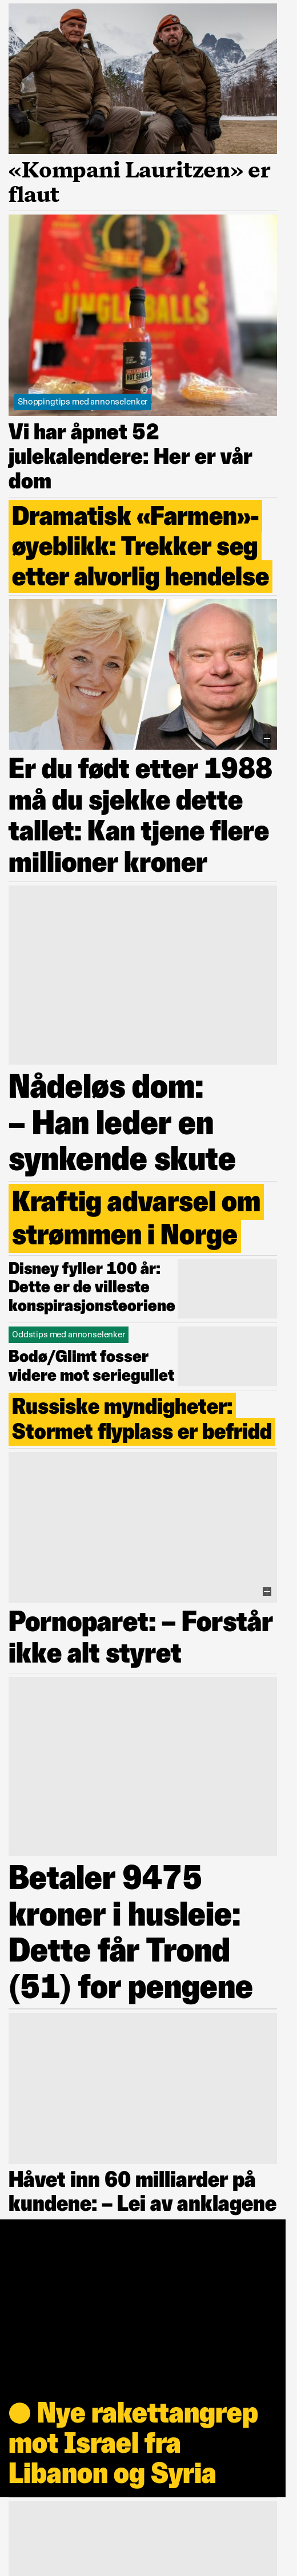 «Kompani Lauritzen» er
flaut
JINGLE BALLS
Shoppingtips med annonselenker
Vi har åpnet 52
julekalendere: Her er vår
dom
Dramatisk «Farmen»-
øyeblikk: Trekker seg
etter alvorlig hendelse
Er du født etter 1988
må du sjekke dette
tallet: Kan tjene flere
millioner kroner
Nådeløs dom:
– Han leder en
synkende skute
Kraftig advarsel om
strømmen i Norge
Disney fyller 100 år:
Dette er de villeste
konspirasjonsteoriene
Oddstips med annonselenker
Bodø/Glimt fosser
videre mot seriegullet
Russiske myndigheter:
Stormet flyplass er befridd
Pornoparet: – Forstår
ikke alt styret
Betaler 9475
kroner i husleie:
Dette får Trond
(51) for pengene
Håvet inn 60 milliarder på
kundene: – Lei av anklagene
Nye rakettangrep
mot Israel fra
Libanon og Syria